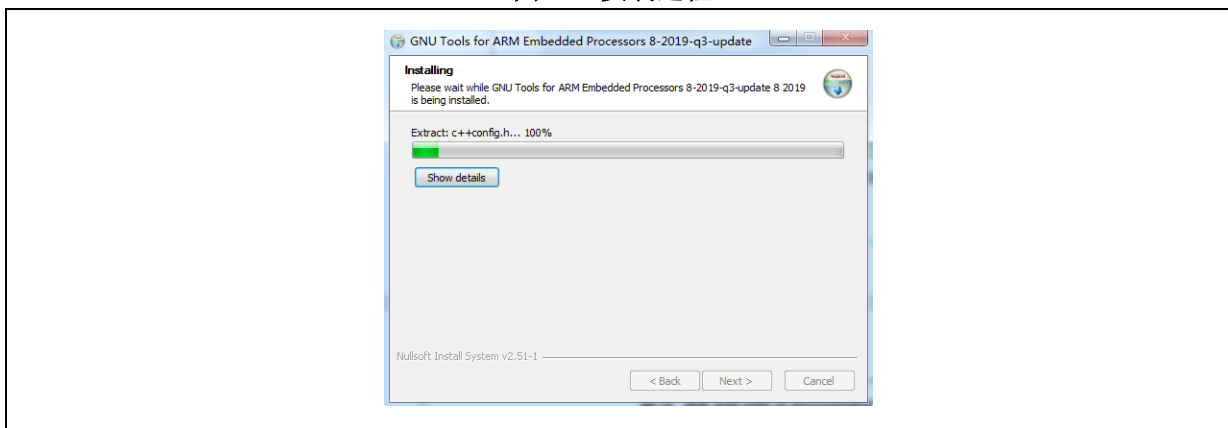 GNU Tools for ARM Embedded Processors 8-2019-q3-update
Installing
Please wait while GNU Tools for ARM Embedded Processors 8-2019-q3-update 8 2019
is being installed.
Extract: c++config.h... 100%
Show details
Nullsoft Install System v2.51-1
< Back
Next >
Cancel